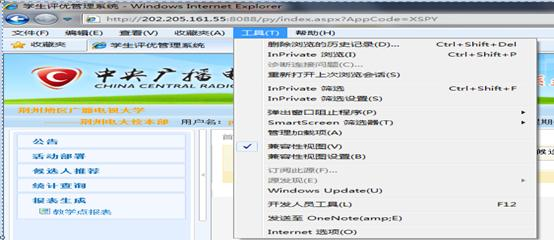 学生评优管理系统 - Windows Internet Explorer
http://202.205.161.55:8088/py/index.aspx?AppCode=XSPY
文件(F) 编辑(E) 查看(V) 收藏夹(A) 工具(T) 帮助(H)
收藏夹 学生评优管理系统
删除浏览的历史记录(D)... Ctrl+Shift+Del
InPrivate 浏览(I) Ctrl+Shift+P
诊断连接问题(C)...
重新打开上次浏览会话(S)
InPrivate 筛选 Ctrl+Shift+F
InPrivate 筛选设置(S)
弹出窗口阻止程序(P)
SmartScreen 筛选器(T)
管理加载项(A)
兼容性视图(V)
兼容性视图设置(B)
订阅此源(F)...
源发现(E)
Windows Update(U)
开发人员工具(L) F12
发送至 OneNote(amp;E)
Internet 选项(O)
中央广播电
CHINA CENTRAL RADIO
荆州地区广播电视大学
荆州电大校本部 用户名:
公告
活动部署
候选人推荐
统计查询
报表生成
教学点报表